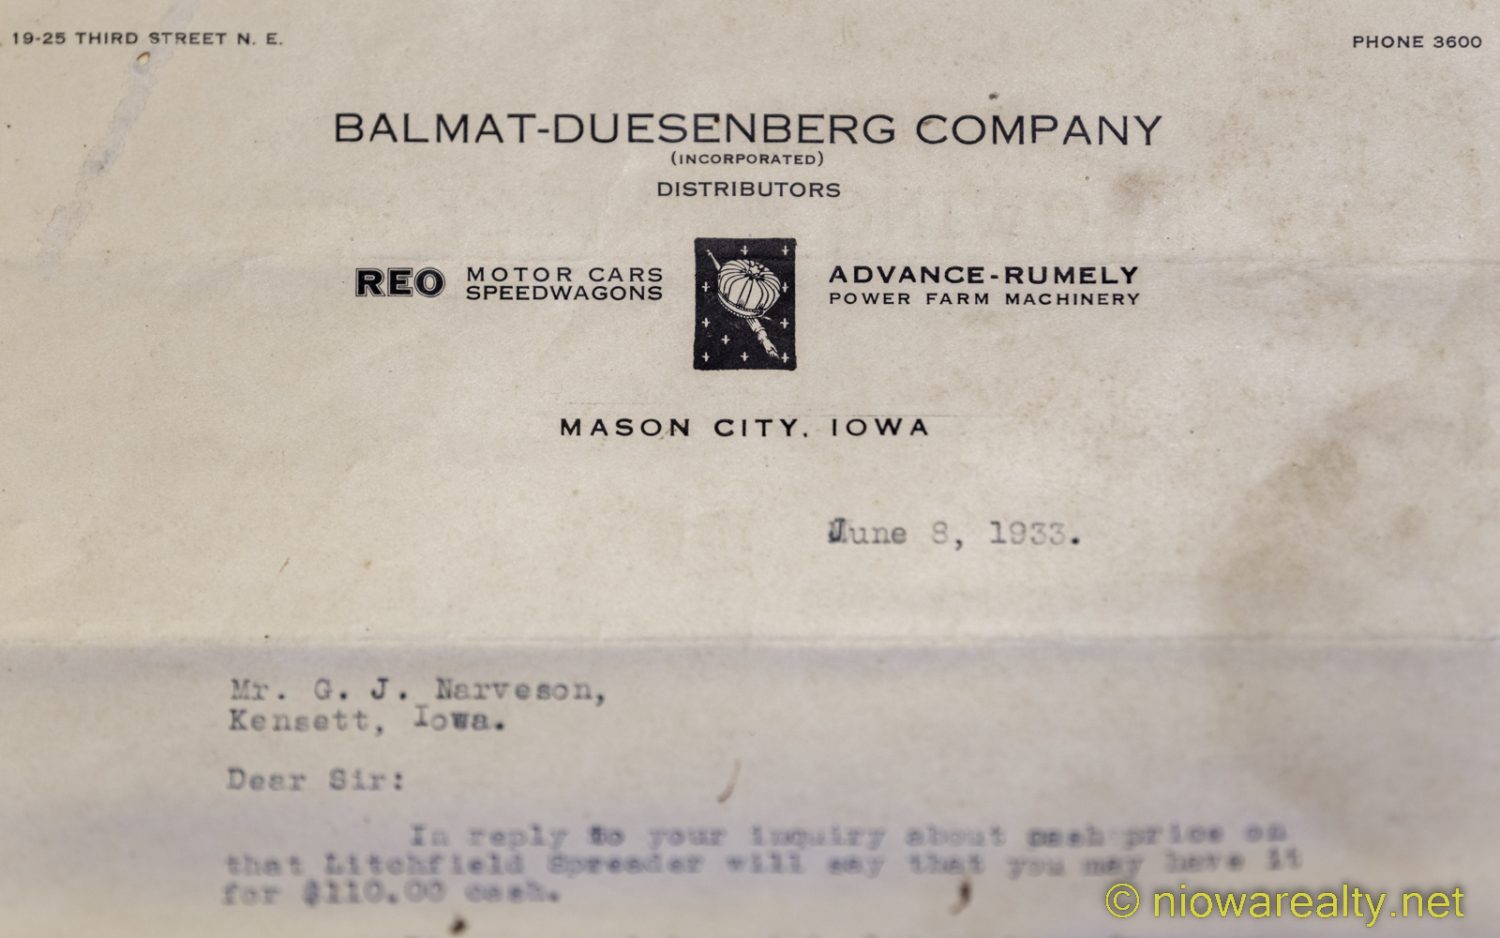 19-25 THIRD STREET N. E.
PHONE 3600
BALMAT-DUESENBERG COMPANY
(INCORPORATED)
DISTRIBUTORS
REO MOTOR CARS
SPEEDWAGONS
ADVANCE-RUMELY
POWER FARM MACHINERY
MASON CITY, IOWA
June 8, 1933.
Mr. G. J. Narveson,
Kensett, Iowa.
Dear Sir:
In reply to your inquiry about cash price on
that Litchfield Spreader will say that you may have it
for $110.00 cash.
© niowarealty.net